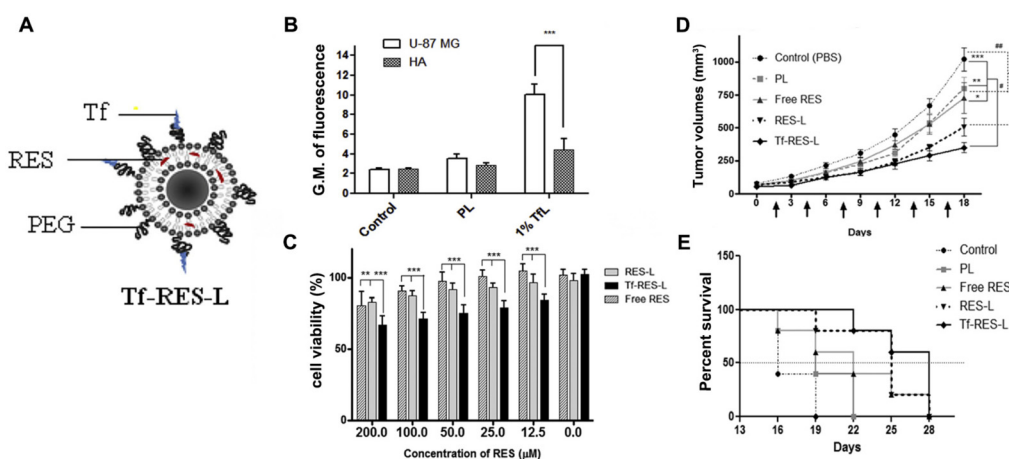 A
Tf
RES
PEG
Tf-RES-L
B
U-87 MG
HA
***
G.M. of fluorescence
14
12
10
8
6
4
2
0
Control
PL
1% TfL
C
RES-L
Tf-RES-L
Free RES
** ***
***
***
***
***
cell viability (%)
100
50
0
200.0 100.0 50.0 25.0 12.5 0.0
Concentration of RES (µM)
D
Control (PBS)
PL
Free RES
RES-L
Tf-RES-L
##
***
**
*
#
Tumor volumes (mm³)
1000
750
500
250
0
0 3 6 9 12 15 18
Days
E
Control
PL
Free RES
RES-L
Tf-RES-L
Percent survival
150
100
50
0
13 16 19 22 25 28
Days